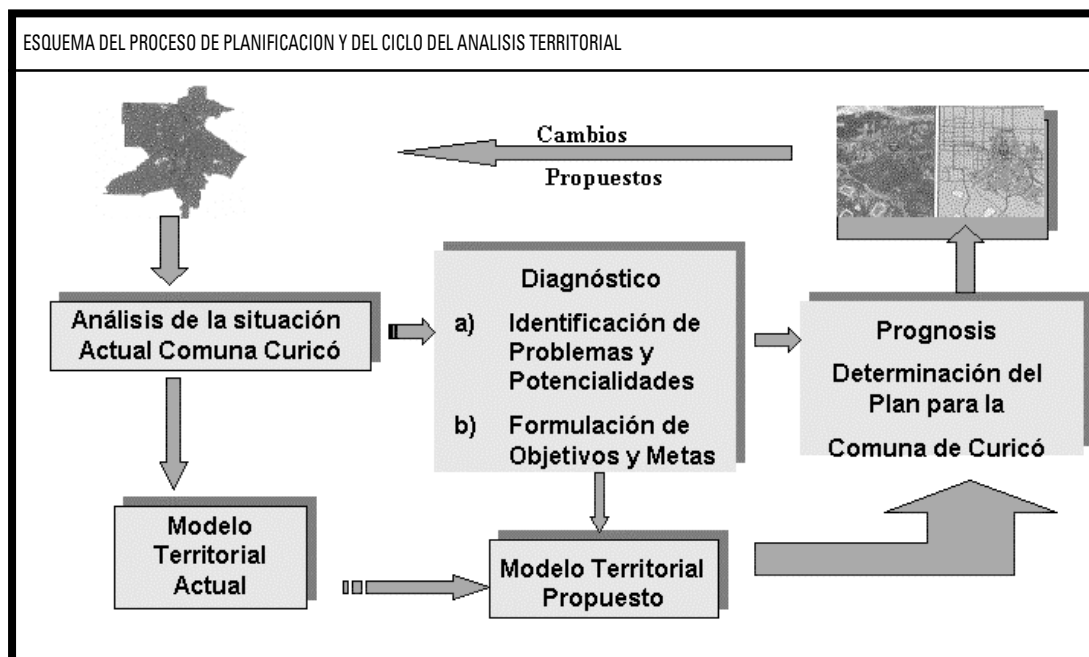 ESQUEMA DEL PROCESO DE PLANIFICACION Y DEL CICLO DEL ANALISIS TERRITORIAL
Cambios
Propuestos
Análisis de la situación
Actual Comuna Curicó
Diagnóstico
a) Identificación de
Problemas y
Potencialidades
b) Formulación de
Objetivos y Metas
Prognosis
Determinación del
Plan para la
Comuna de Curicó
Modelo
Territorial
Actual
Modelo Territorial
Propuesto